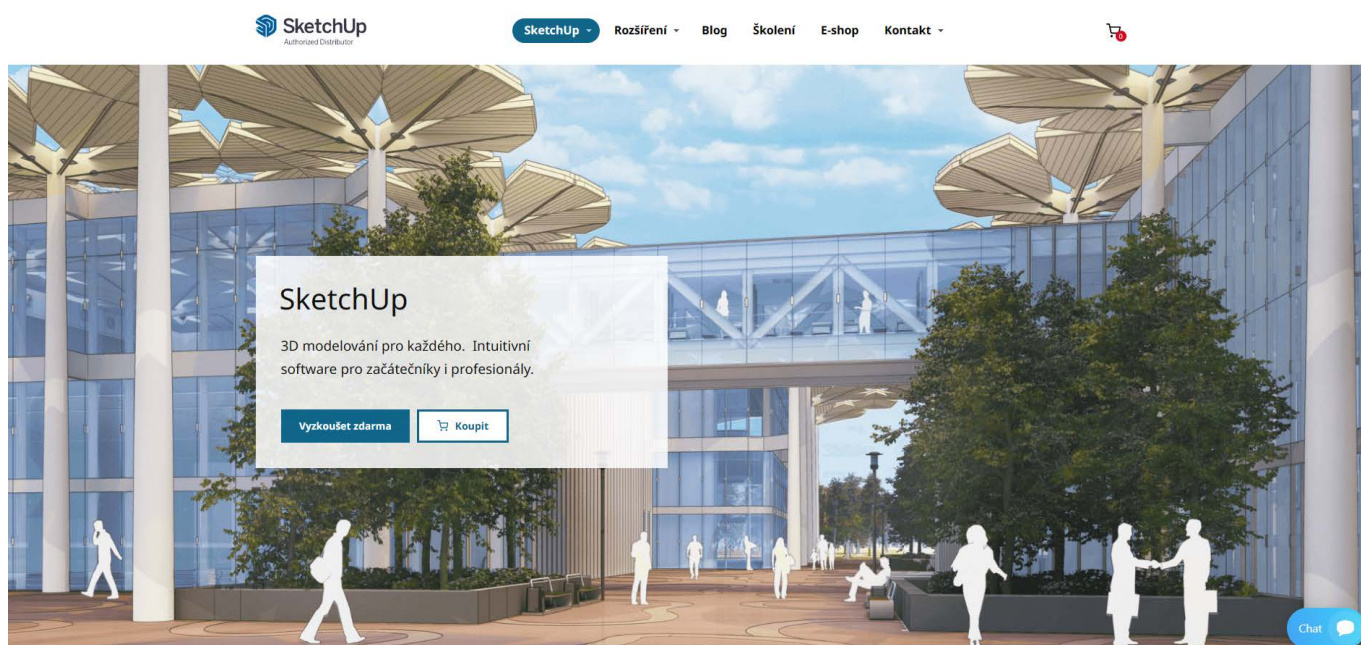 SketchUp
Authorized Distributor
SketchUp
Rozšíření
Blog
Školení
E-shop
Kontakt
0
SketchUp
3D modelování pro každého. Intuitivní
software pro začátečníky i profesionály.
Vyzkoušet zdarma
Koupit
Chat